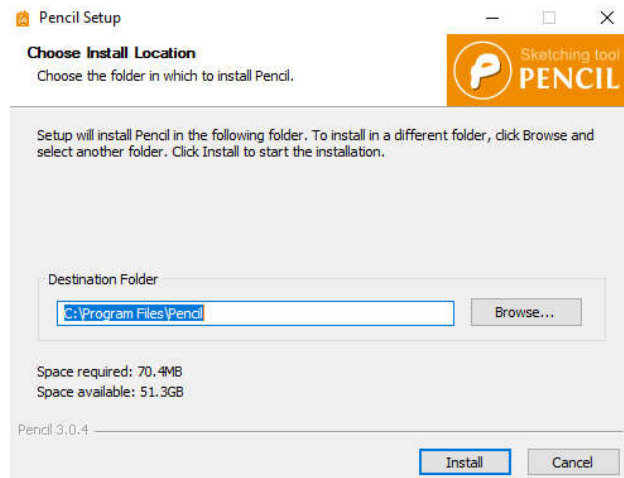 Pencil Setup
Choose Install Location
Choose the folder in which to install Pencil.
Sketching tool
PENCIL
Setup will install Pencil in the following folder. To install in a different folder, click Browse and
select another folder. Click Install to start the installation.
Destination Folder
C:\Program Files\Pencil
Browse...
Space required: 70.4MB
Space available: 51.3GB
Pencil 3.0.4
Install
Cancel